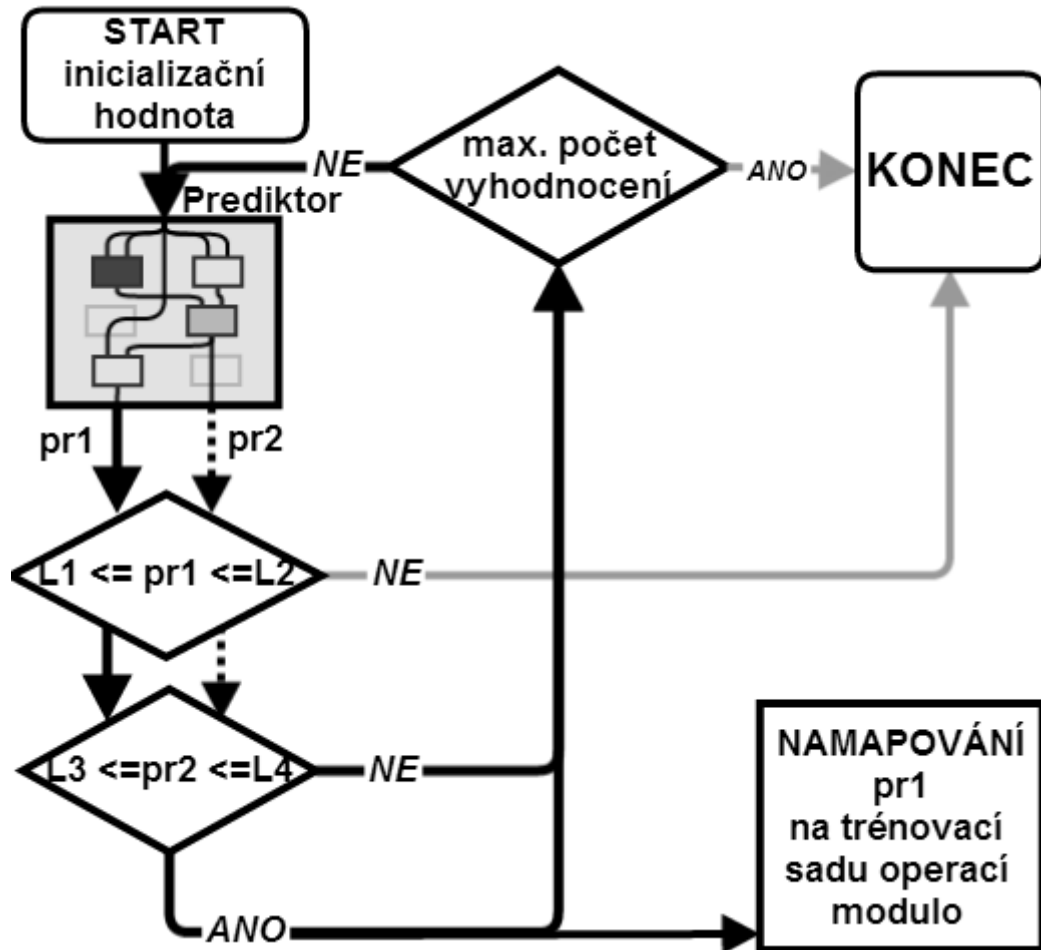 START
inicializační
hodnota
max. počet
vyhodnocení
NE
ANO
KONEC
Prediktor
pr1
pr2
L1 <= pr1 <=L2
NE
L3 <=pr2 <=L4
NE
ANO
NAMAPOVÁNÍ
pr1
na trénovací
sadu operací
modulo